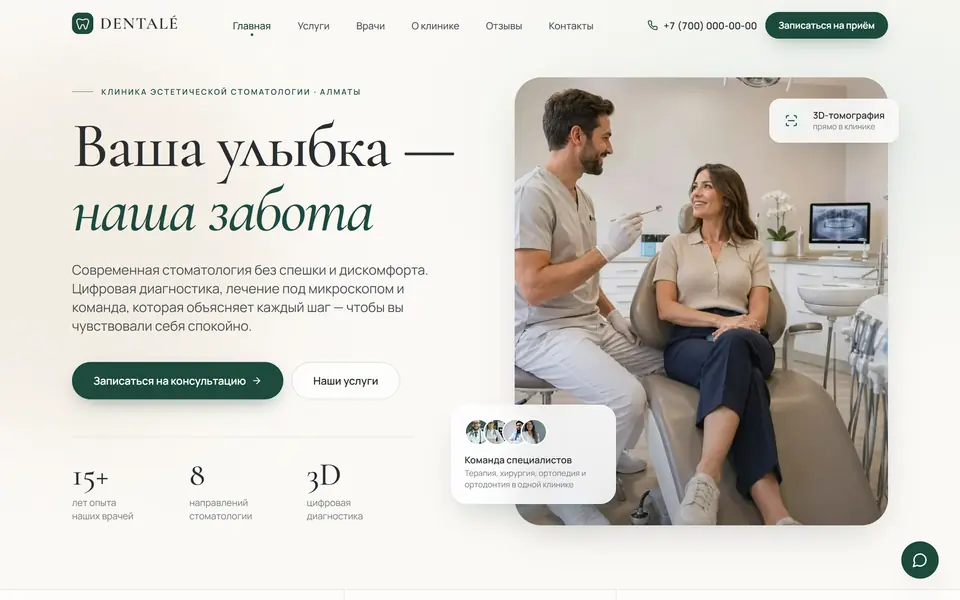 DENTALÉ
Главная
Услуги
Врачи
О клинике
Отзывы
Контакты
+7 (700) 000-00-00
Записаться на приём
КЛИНИКА ЭСТЕТИЧЕСКОЙ СТОМАТОЛОГИИ · АЛМАТЫ
Ваша улыбка —
наша забота
Современная стоматология без спешки и дискомфорта.
Цифровая диагностика, лечение под микроскопом и
команда, которая объясняет каждый шаг — чтобы вы
чувствовали себя спокойно.
Записаться на консультацию →
Наши услуги
15+
лет опыта
наших врачей
8
направлений
стоматологии
3D
цифровая
диагностика
3D-томография
прямо в клинике
Команда специалистов
Терапия, хирургия, ортопедия и
ортодонтия в одной клинике